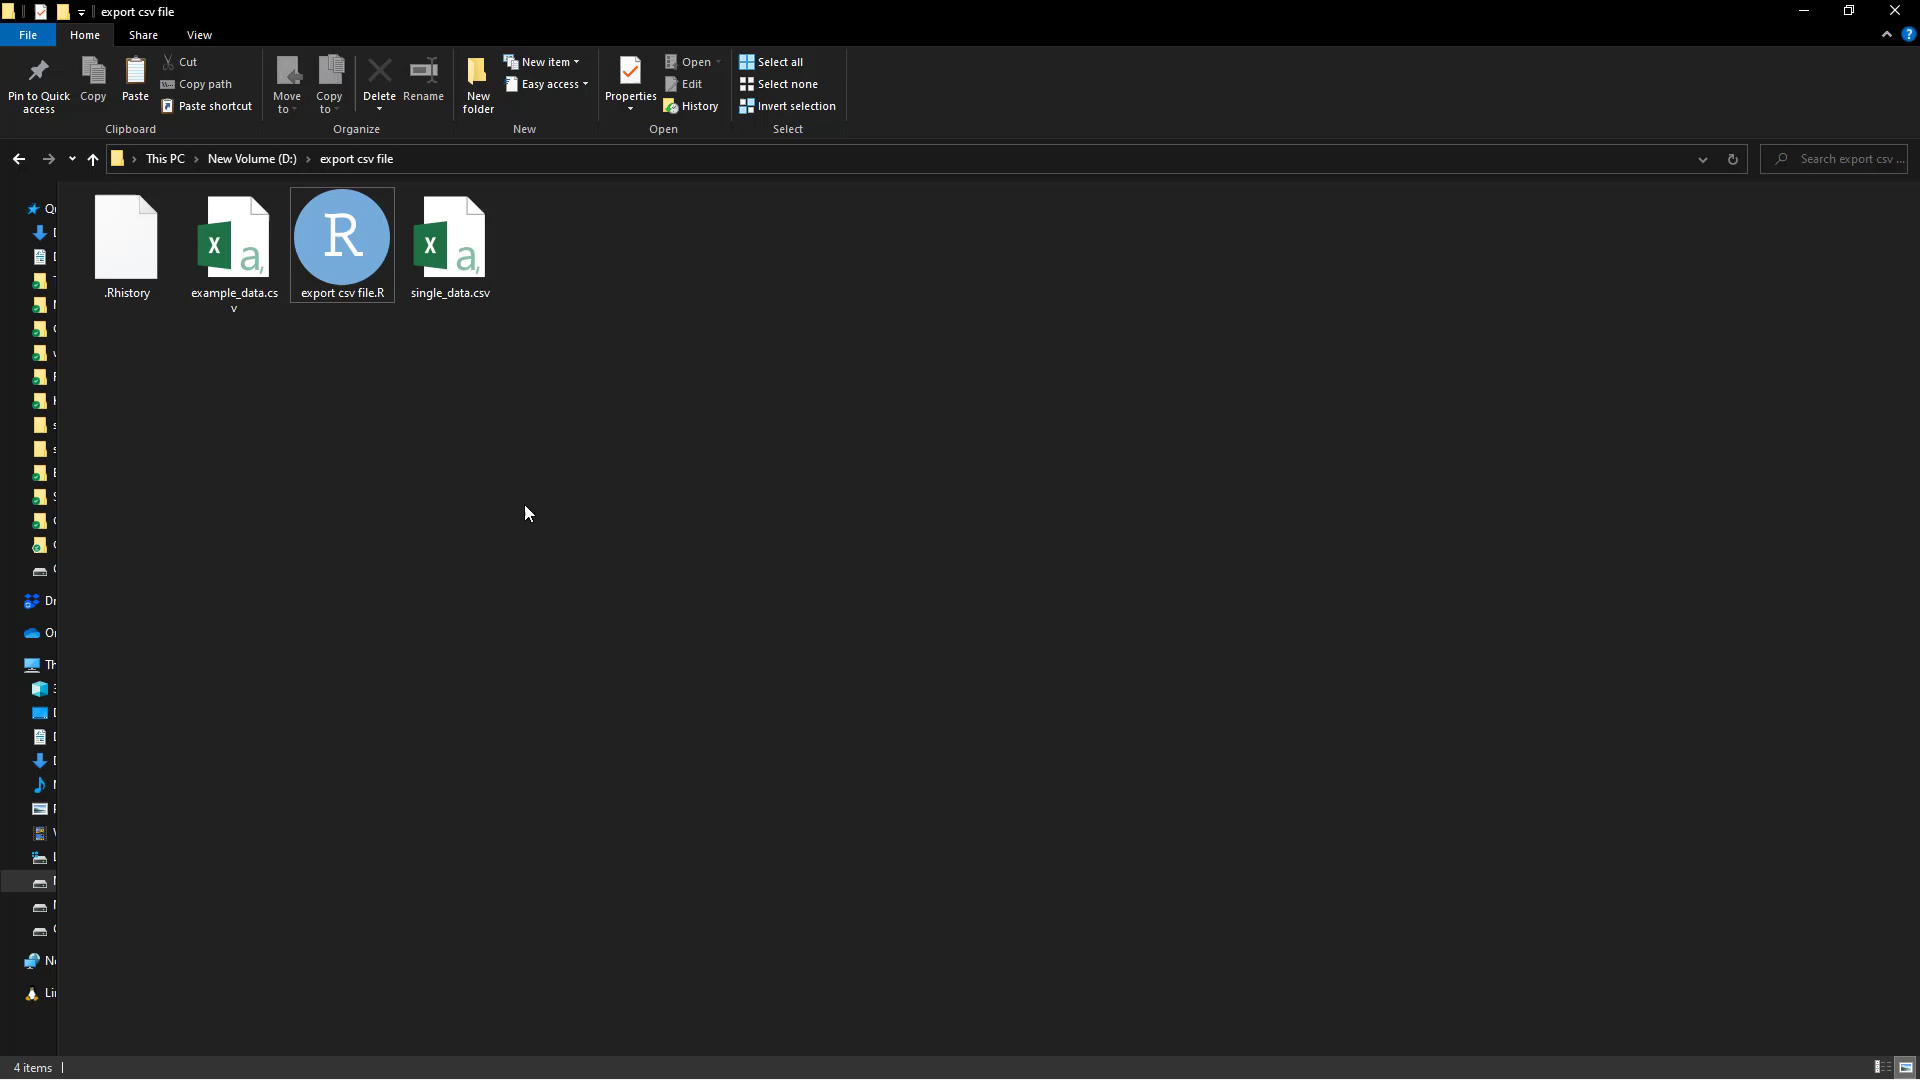 export csv file
File Home Share View
Pin to Quick access
Copy
Paste
Cut
Copy path
Paste shortcut
Clipboard
Move to
Copy to
Delete
Rename
Organize
New folder
New item
Easy access
New
Properties
Open
Edit
History
Open
Select all
Select none
Invert selection
Select
This PC › New Volume (D:) › export csv file
Search export csv ...
.Rhistory
example_data.cs
v
R
export csv file.R
single_data.csv
4 items